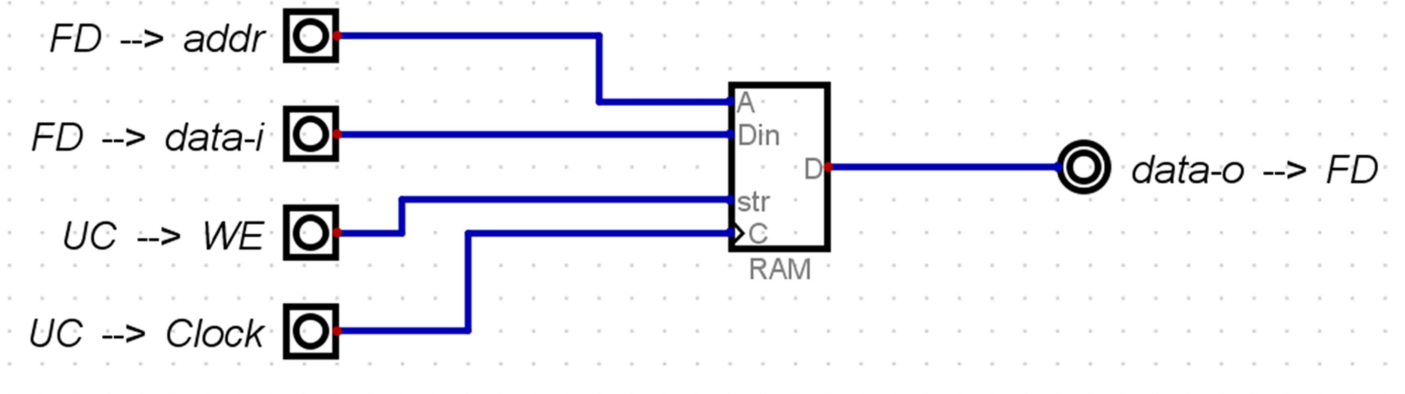 FD --> addr
FD --> data-i
UC --> WE
UC --> Clock
A
Din
str
C
D
RAM
data-o --> FD